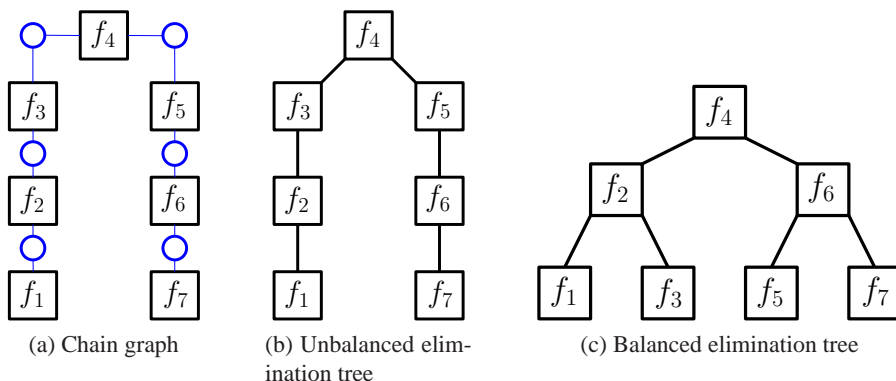 f4
f4
f3
f5
f3
f5
f4
f2
f6
f2
f6
f2
f6
f1
f7
f1
f7
f1
f3
f5
f7
(a) Chain graph
(b) Unbalanced elim-
ination tree
(c) Balanced elimination tree